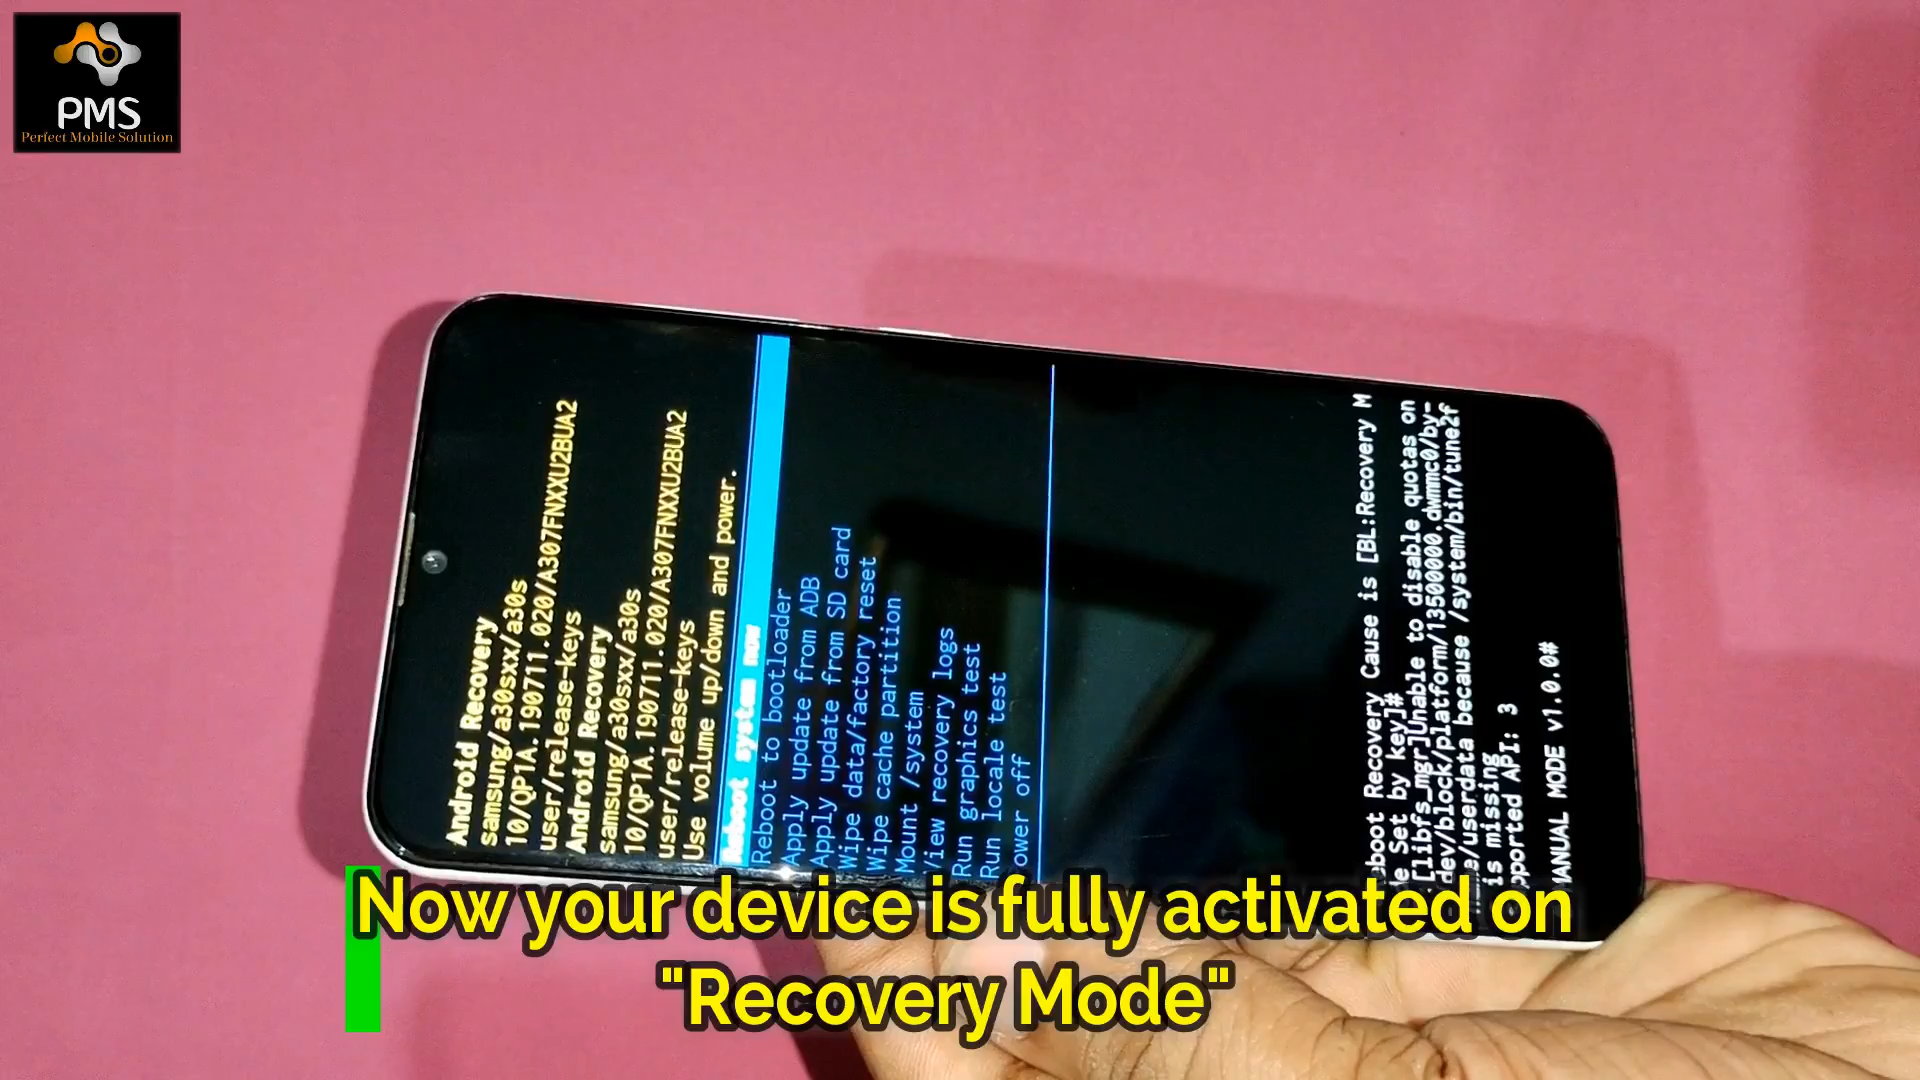 PMS
Perfect Mobile Solution
Android Recovery
samsung/a30sxx/a30s
10/QP1A.190711.020/A307FNXXU2BUA2
user/release-keys
Android Recovery
samsung/a30sxx/a30s
10/QP1A.190711.020/A307FNXXU2BUA2
user/release-keys
Use volume up/down and power.
Reboot system now
Reboot to bootloader
Apply update from ADB
Apply update from SD card
Wipe data/factory reset
Wipe cache partition
Mount /system
View recovery logs
Run graphics test
Run locale test
ower off
eboot Recovery Cause is [BL:Recovery M
e Set by key]#
:[libfs_mgr]Unable to disable quotas on
dev/block/platform/13500000.dwmmc0/by-
e/userdata because /system/bin/tune2f
is missing
pported API: 3
MANUAL MODE v1.0.0#
Now your device is fully activated on
"Recovery Mode"